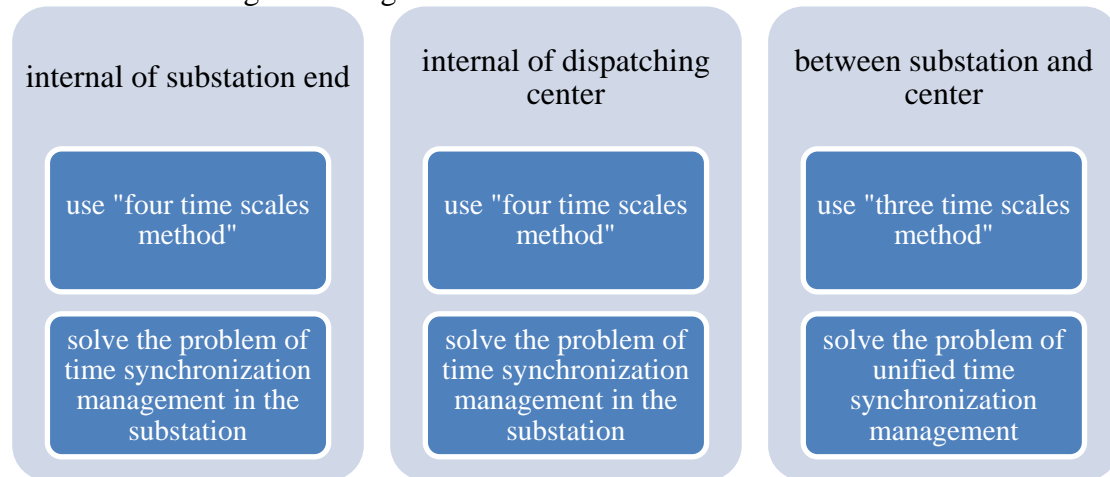 internal of substation end
use "four time scales
method"
solve the problem of
time synchronization
management in the
substation
internal of dispatching
center
use "four time scales
method"
solve the problem of
time synchronization
management in the
substation
between substation and
center
use "three time scales
method"
solve the problem of
unified time
synchronization
management